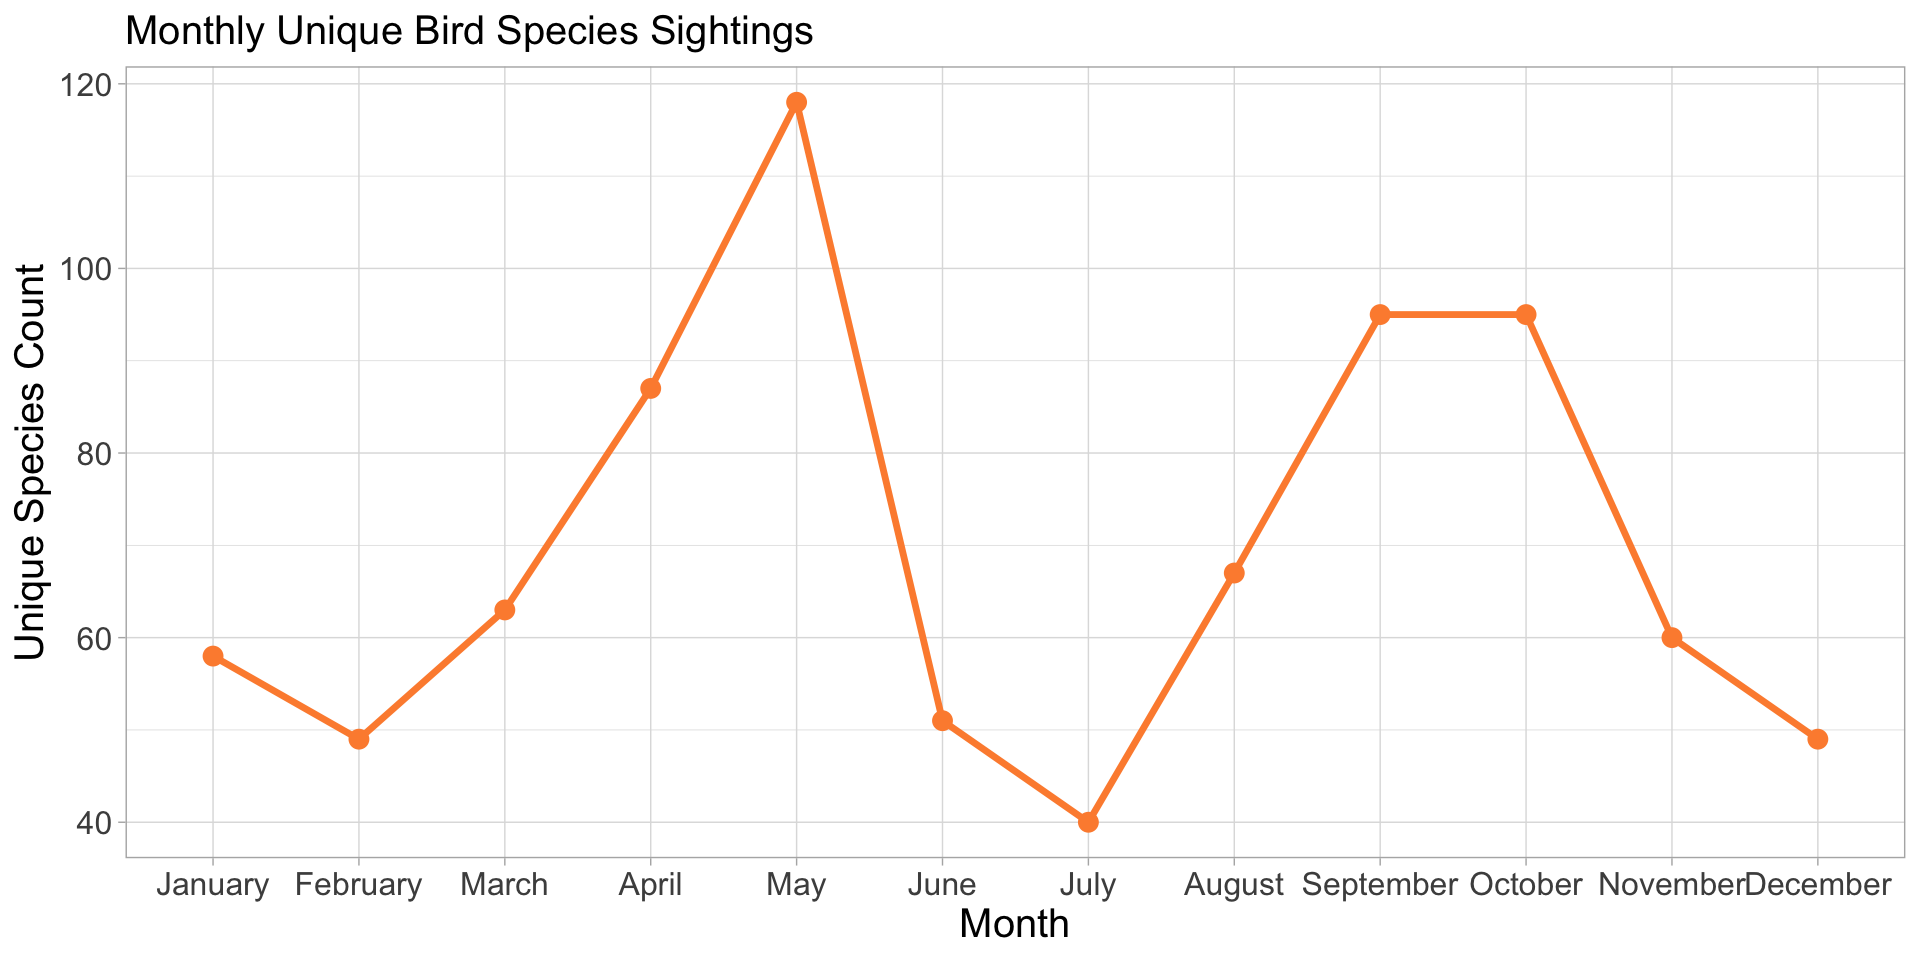 Monthly Unique Bird Species Sightings
120
100
80
60
40
Unique Species Count
January February March April May June July August September October November December
Month